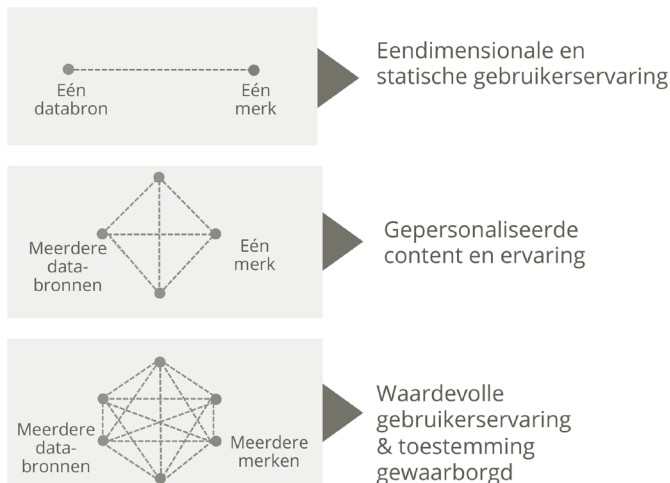 Eén
databron
Eén
merk
Eendimensionale en
statische gebruikerservaring
Meerdere
data-
bronnen
Eén
merk
Gepersonaliseerde
content en ervaring
Meerdere
data-
bronnen
Meerdere
merken
Waardevolle
gebruikerservaring
& toestemming
gewaarborgd